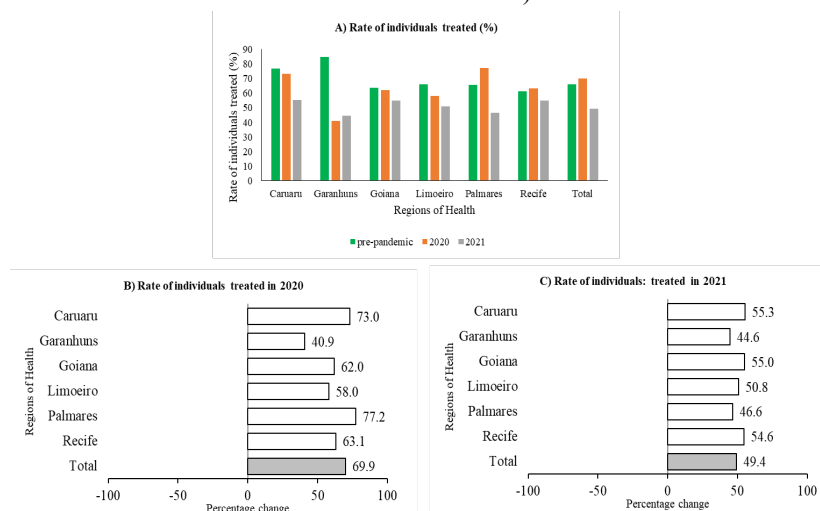 A) Rate of individuals treated (%)
Rate of individuals treated (%)
90
80
70
60
50
40
30
20
10
0
Caruaru Garanhuns Goiana Limoeiro Palmares Recife Total
Regions of Health
pre-pandemic 2020 2021
B) Rate of individuals treated in 2020
Regions of Health
Caruaru 73.0
Garanhuns 40.9
Goiana 62.0
Limoeiro 58.0
Palmares 77.2
Recife 63.1
Total 69.9
-100 -50 0 50 100
Percentage change
C) Rate of individuals: treated in 2021
Regions of Health
Caruaru 55.3
Garanhuns 44.6
Goiana 55.0
Limoeiro 50.8
Palmares 46.6
Recife 54.6
Total 49.4
-100 -50 0 50 100
Percentage change